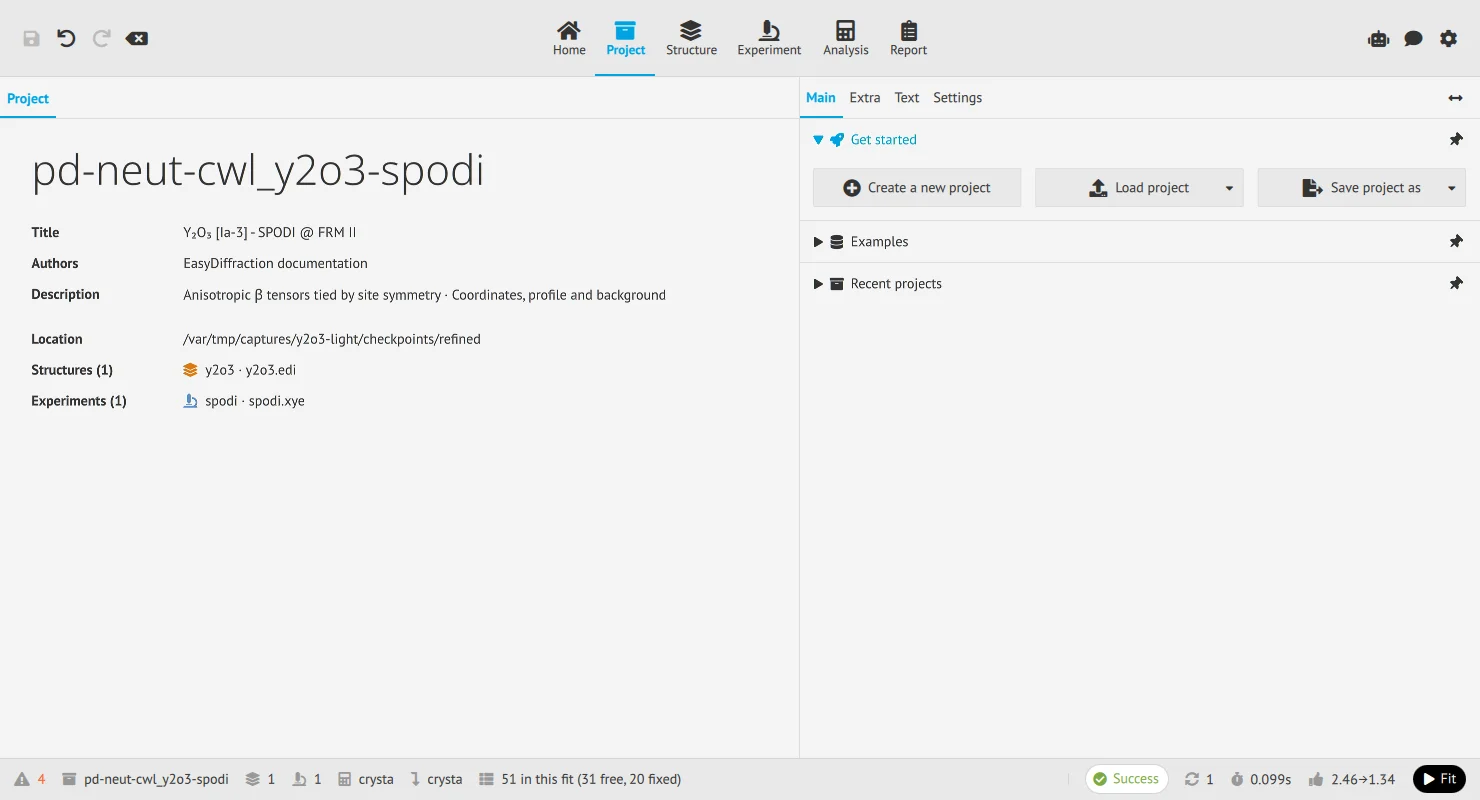 Home Project Structure Experiment Analysis Report
Project
Main Extra Text Settings
Get started
Create a new project Load project Save project as
Examples
Recent projects
pd-neut-cwl_y2o3-spodi
Title Y₂O₃ [Ia-3] - SPODI @ FRM II
Authors EasyDiffraction documentation
Description Anisotropic β tensors tied by site symmetry · Coordinates, profile and background
Location /var/tmp/captures/y2o3-light/checkpoints/refined
Structures (1) y2o3 · y2o3.edi
Experiments (1) spodi · spodi.xye
4 pd-neut-cwl_y2o3-spodi 1 1 crysta crysta 51 in this fit (31 free, 20 fixed) Success 1 0.099s 2.46→1.34 Fit